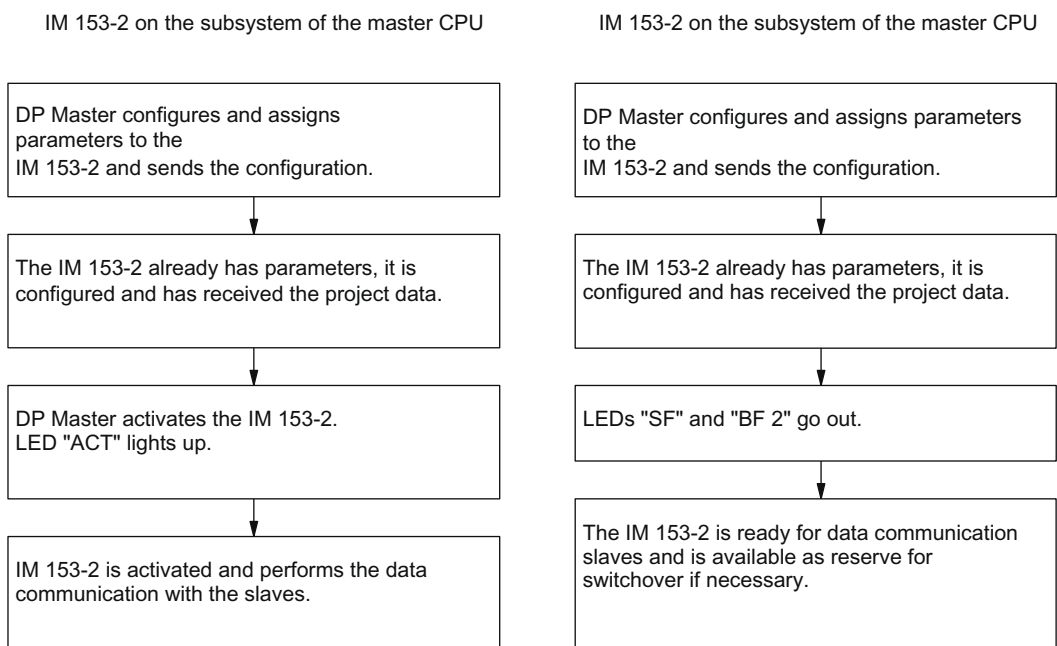 IM 153-2 on the subsystem of the master CPU
DP Master configures and assigns
parameters to the
IM 153-2 and sends the configuration.
The IM 153-2 already has parameters, it is
configured and has received the project data.
DP Master activates the IM 153-2.
LED "ACT" lights up.
IM 153-2 is activated and performs the data
communication with the slaves.
IM 153-2 on the subsystem of the master CPU
DP Master configures and assigns parameters
to the
IM 153-2 and sends the configuration.
The IM 153-2 already has parameters, it is
configured and has received the project data.
LEDs "SF" and "BF 2" go out.
The IM 153-2 is ready for data communication
slaves and is available as reserve for
switchover if necessary.